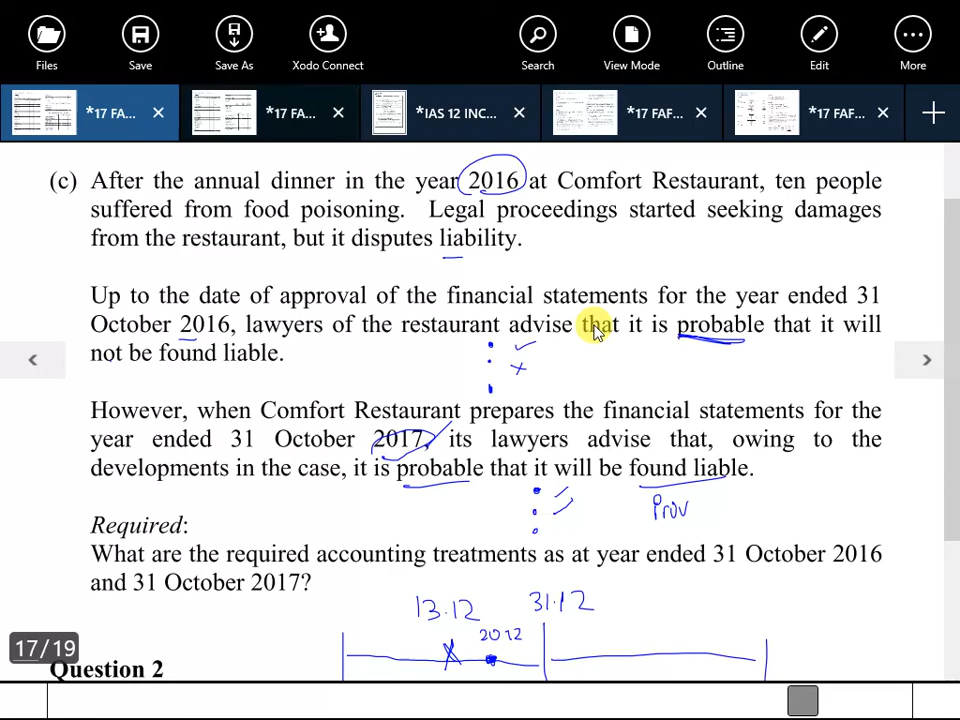 Files
Save
Save As
Xodo Connect
Search
View Mode
Outline
Edit
More
*17 FA...
*17 FA...
*IAS 12 INC...
*17 FAF...
*17 FAF...
(c) After the annual dinner in the year 2016 at Comfort Restaurant, ten people
suffered from food poisoning. Legal proceedings started seeking damages
from the restaurant, but it disputes liability.
Up to the date of approval of the financial statements for the year ended 31
October 2016, lawyers of the restaurant advise that it is probable that it will
not be found liable.
However, when Comfort Restaurant prepares the financial statements for the
year ended 31 October 2017, its lawyers advise that, owing to the
developments in the case, it is probable that it will be found liable.
Prov
Required:
What are the required accounting treatments as at year ended 31 October 2016
and 31 October 2017?
13.12 31.12
20.12
17/19
Question 2